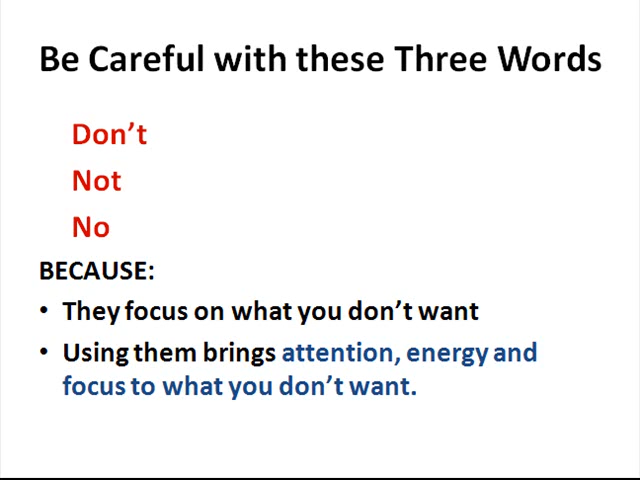 Be Careful with these Three Words
Don't
Not
No
BECAUSE:
• They focus on what you don't want
• Using them brings attention, energy and
focus to what you don't want.